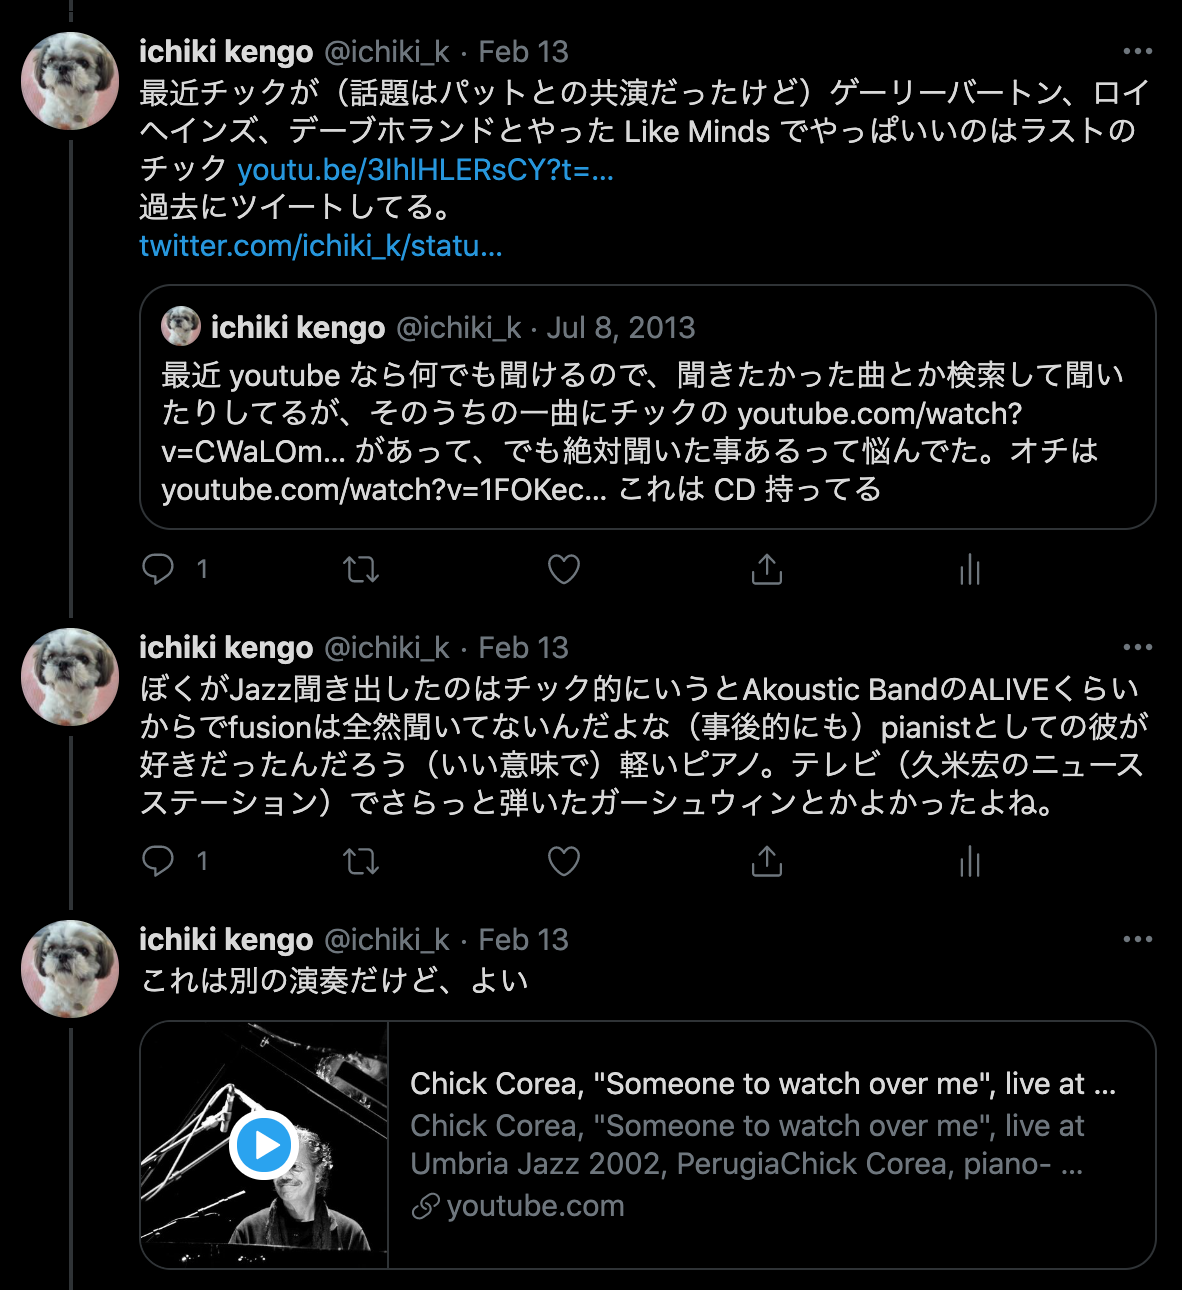 ichiki kengo @ichiki_k · Feb 13
最近チックが（話題はパットとの共演だったけど）ゲーリーバートン、ロイ
ヘインズ、デーブホランドとやった Like Minds でやっぱいいのはラストの
チック youtu.be/3IhlHLERsCY?t=...
過去にツイートしてる。
twitter.com/ichiki_k/statu...
ichiki kengo @ichiki_k · Jul 8, 2013
最近 youtube なら何でも聞けるので、聞きたかった曲とか検索して聞い
たりしてるが、そのうちの一曲にチックの youtube.com/watch?
v=CWaLOm... があって、でも絶対聞いた事あるって悩んでた。オチは
youtube.com/watch?v=1FOKec... これは CD 持ってる
1
ichiki kengo @ichiki_k · Feb 13
ぼくがJazz聞き出したのはチック的にいうとAkoustic BandのALIVEくらい
からでfusionは全然聞いてないんだよな（事後的にも）pianistとしての彼が
好きだったんだろう（いい意味で）軽いピアノ。テレビ（久米宏のニュース
ステーション）でさらっと弾いたガーシュウィンとかよかったよね。
1
ichiki kengo @ichiki_k · Feb 13
これは別の演奏だけど、よい
Chick Corea, "Someone to watch over me", live at ...
Chick Corea, "Someone to watch over me", live at
Umbria Jazz 2002, PerugiaChick Corea, piano- ...
youtube.com